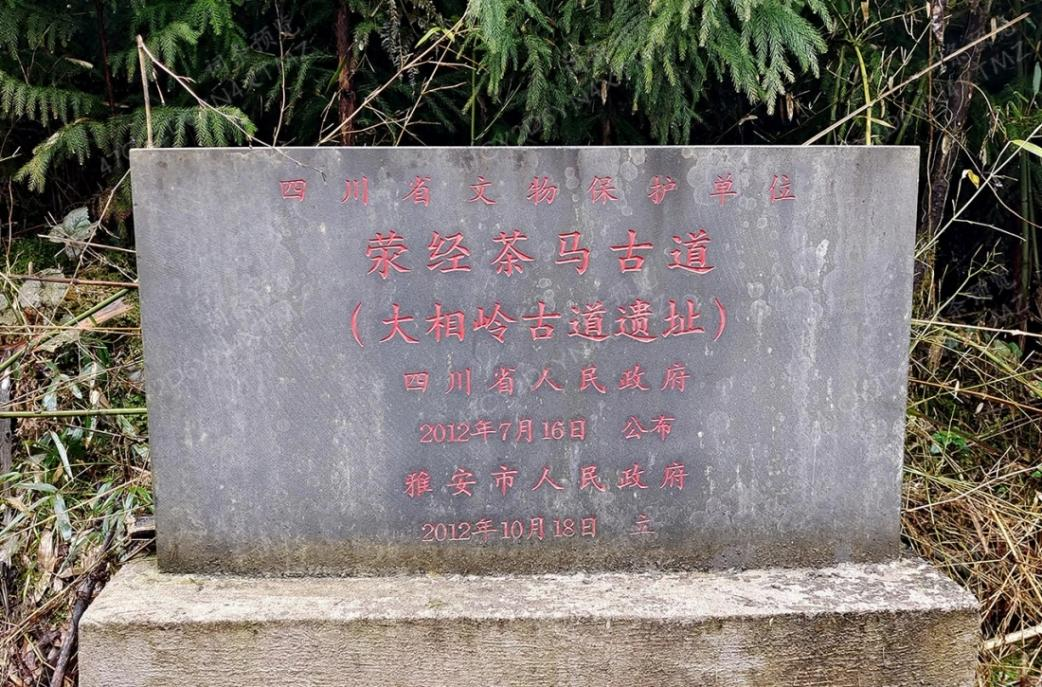 四川省文物保护单位
荥经茶马古道
（大相岭古道遗址）
四川省人民政府
2012年7月16日 公布
雅安市人民政府
2012年10月18日 立